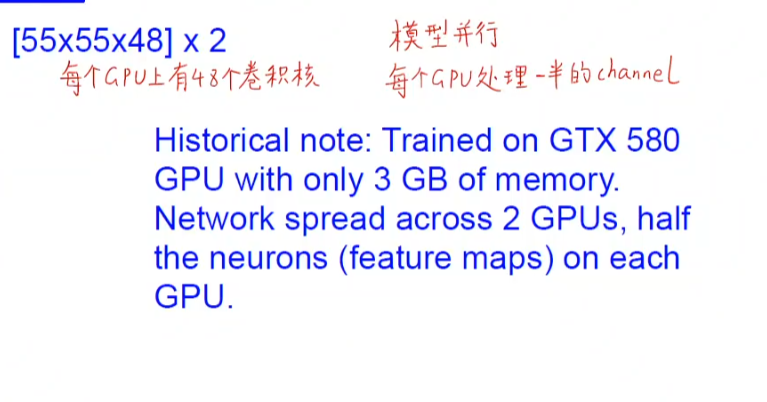 [55x55x48] x 2
模型并行
每个GPU上有48个卷积核
每个GPU处理一半的channel
Historical note: Trained on GTX 580
GPU with only 3 GB of memory.
Network spread across 2 GPUs, half
the neurons (feature maps) on each
GPU.